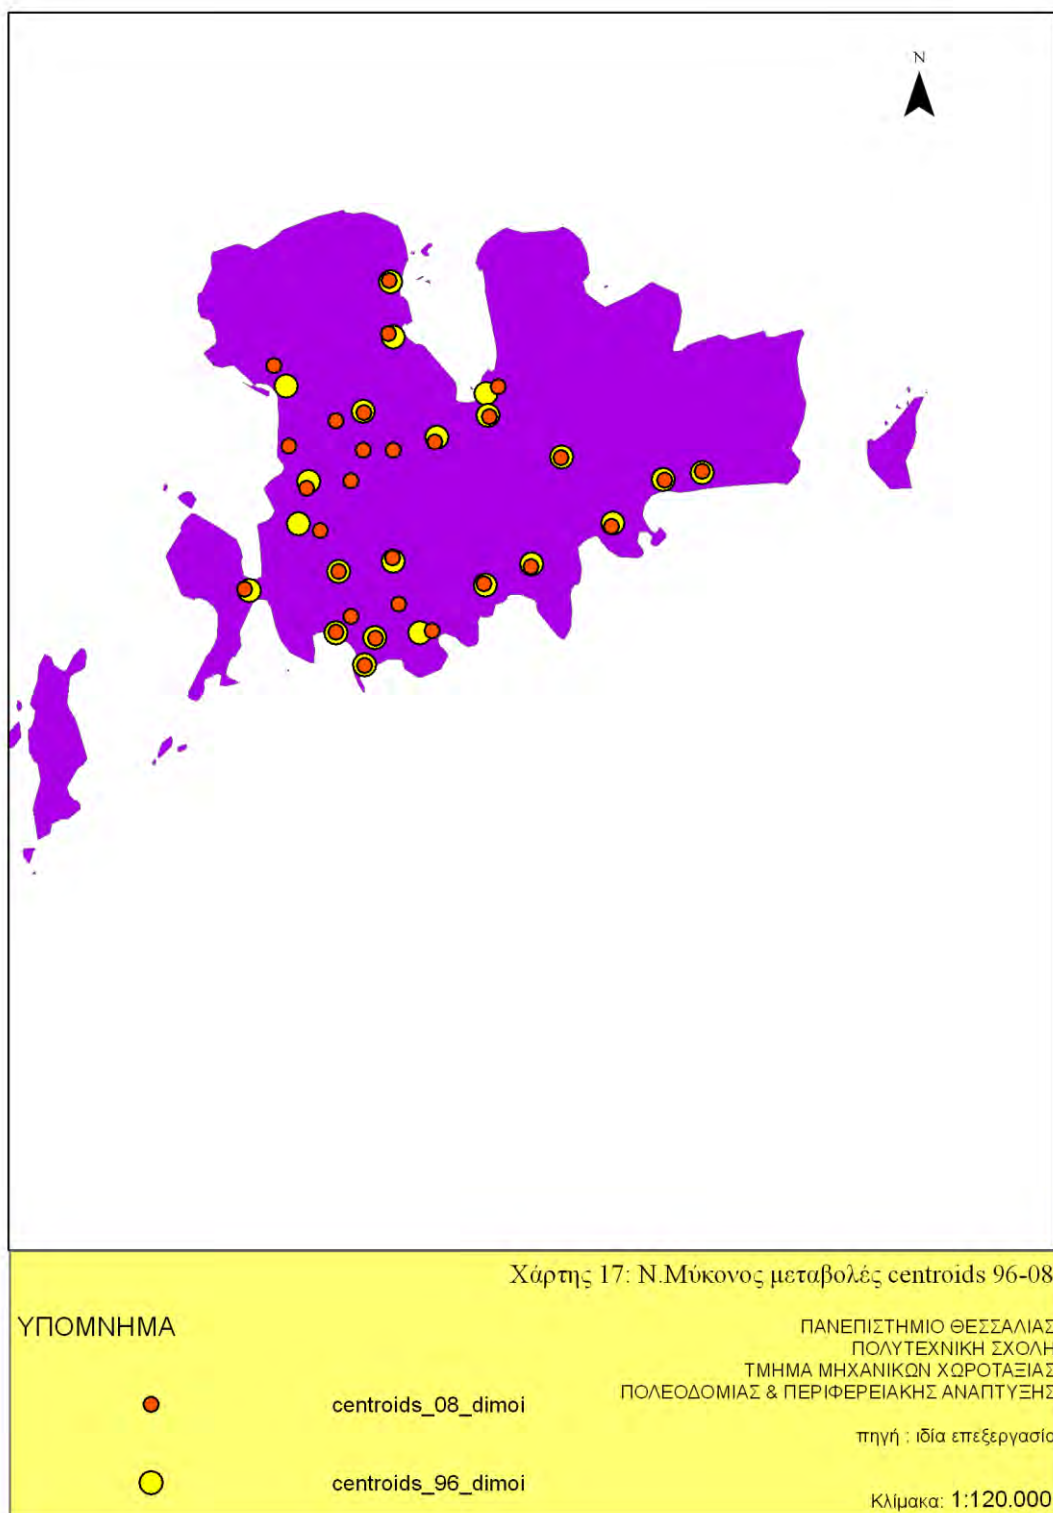 N
Χάρτης 17: Ν.Μύκονος μεταβολές centroids 96-08
ΥΠΟΜΝΗΜΑ
ΠΑΝΕΠΙΣΤΗΜΙΟ ΘΕΣΣΑΛΙΑΣ
ΠΟΛΥΤΕΧΝΙΚΗ ΣΧΟΛΗ
ΤΜΗΜΑ ΜΗΧΑΝΙΚΩΝ ΧΩΡΟΤΑΞΙΑΣ
ΠΟΛΕΟΔΟΜΙΑΣ & ΠΕΡΙΦΕΡΕΙΑΚΗΣ ΑΝΑΠΤΥΞΗΣ
centroids_08_dimoi
πηγή : ιδία επεξεργασία
centroids_96_dimoi
Κλίμακα: 1:120.000